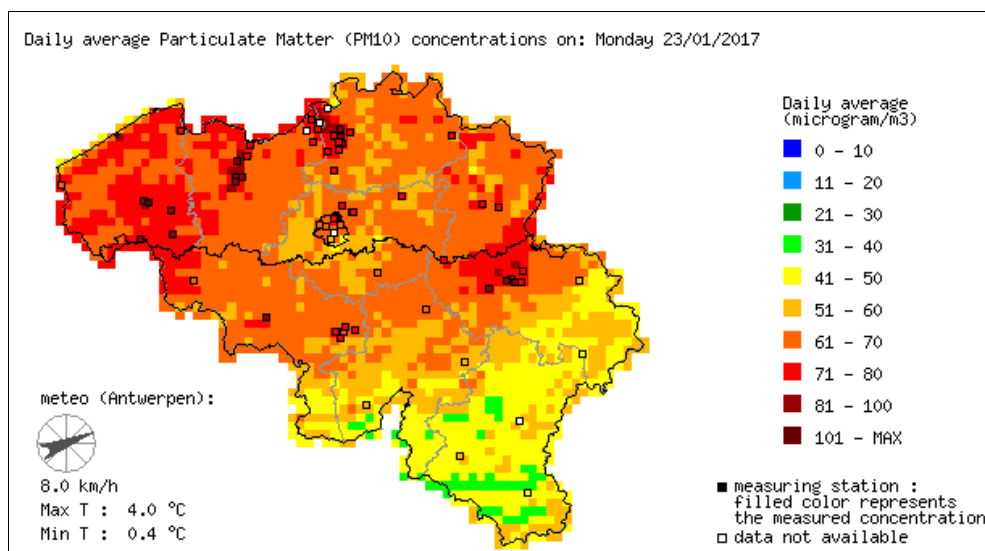 Daily average Particulate Matter (PM10) concentrations on: Monday 23/01/2017
Daily average
(microgram/m3)
0 - 10
11 - 20
21 - 30
31 - 40
41 - 50
51 - 60
61 - 70
71 - 80
81 - 100
101 - MAX
meteo (Antwerpen):
8.0 km/h
Max T : 4.0 °C
Min T : 0.4 °C
measuring station :
filled color represents
the measured concentration
data not available